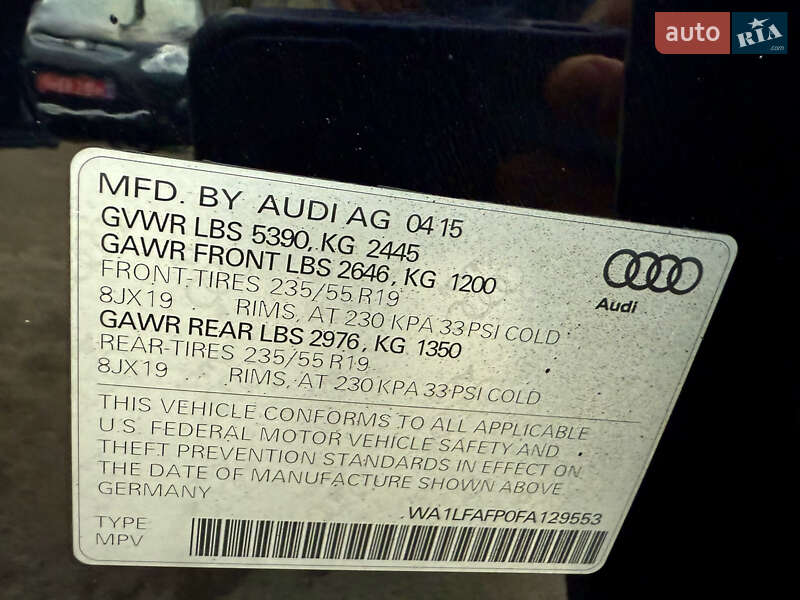 auto RIA.com
MFD. BY AUDI AG 04 15
GVWR LBS 5390, KG 2445
GAWR FRONT LBS 2646, KG 1200
FRONT-TIRES 235/55 R19
8JX19 RIMS, AT 230 KPA 33 PSI COLD
GAWR REAR LBS 2976, KG 1350
REAR-TIRES 235/55 R19
8JX19 RIMS, AT 230 KPA 33 PSI COLD
Audi
THIS VEHICLE CONFORMS TO ALL APPLICABLE
U.S. FEDERAL MOTOR VEHICLE SAFETY AND
THEFT PREVENTION STANDARDS IN EFFECT ON
THE DATE OF MANUFACTURE SHOWN ABOVE
GERMANY
WA1LFAFP0FA129553
TYPE
MPV